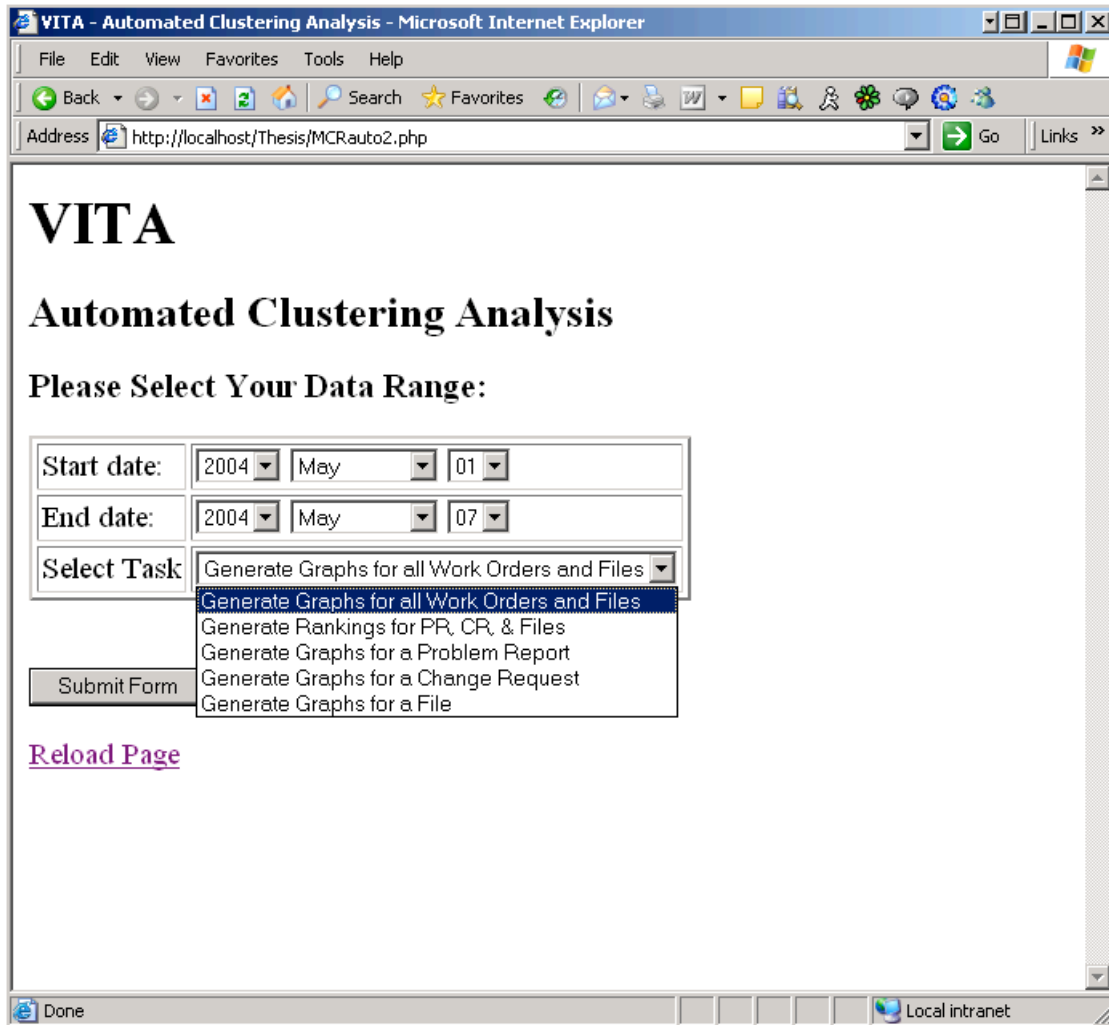 VITA - Automated Clustering Analysis - Microsoft Internet Explorer
File Edit View Favorites Tools Help
Back Search Favorites
Address http://localhost/Thesis/MCRauto2.php Go Links »
VITA
Automated Clustering Analysis
Please Select Your Data Range:
Start date: 2004 May 01
End date: 2004 May 07
Select Task Generate Graphs for all Work Orders and Files
Generate Graphs for all Work Orders and Files
Generate Rankings for PR, CR, & Files
Generate Graphs for a Problem Report
Generate Graphs for a Change Request
Generate Graphs for a File
Submit Form
Reload Page
Done Local intranet